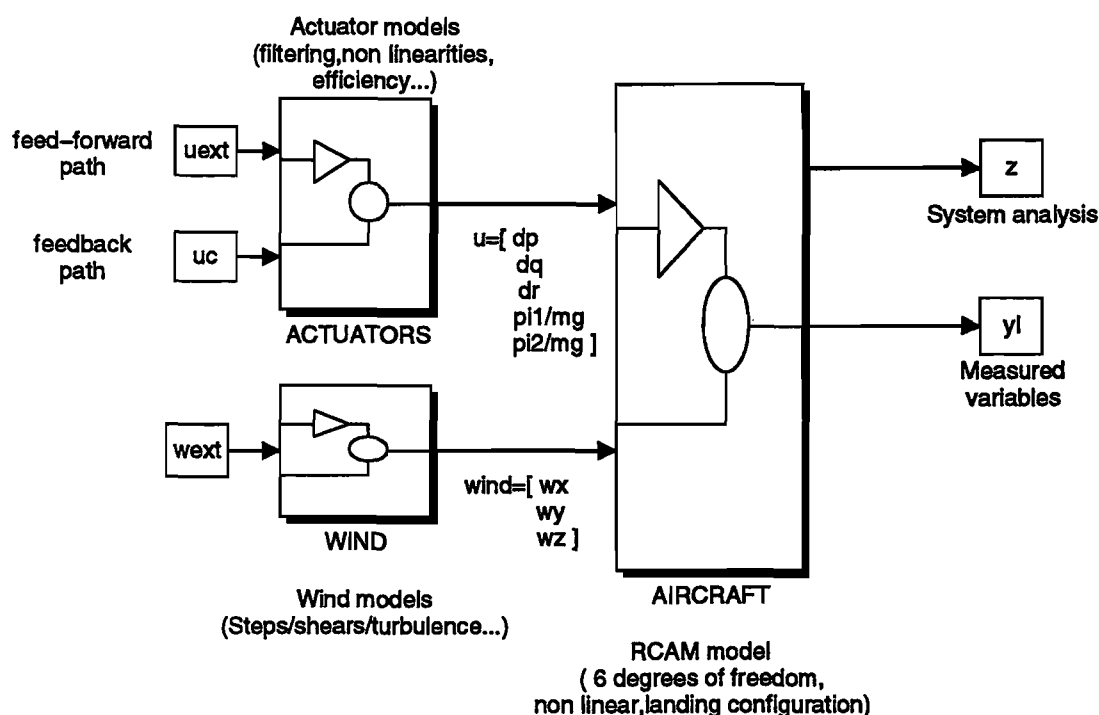 Actuator models
(filtering,non linearities,
efficiency...)
feed-forward
path
uext
feedback
path
uc
ACTUATORS
u=[ dp
dq
dr
pi1/mg
pi2/mg ]
z
System analysis
yl
Measured
variables
wext
WIND
wind=[ wx
wy
wz ]
Wind models
(Steps/shears/turbulence...)
AIRCRAFT
RCAM model
( 6 degrees of freedom,
non linear,landing configuration)